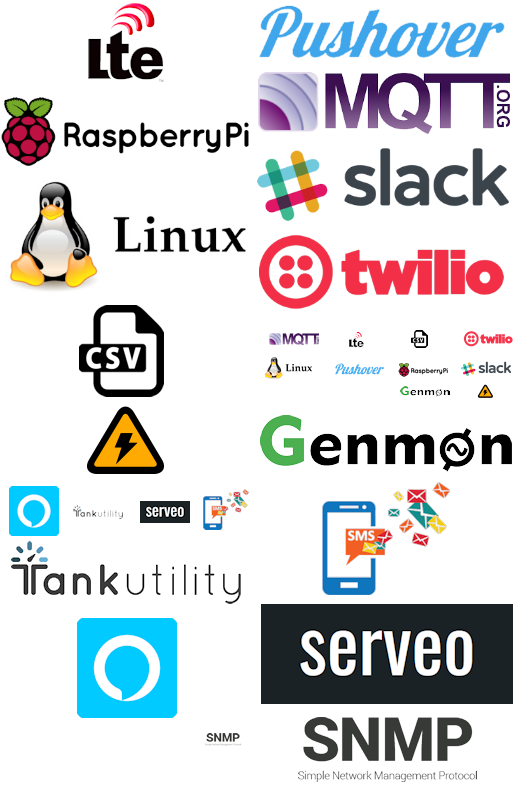 Lte
Pushover
MQTT.ORG
RaspberryPi
slack
Linux
twilio
CSV
MQTT
Lte
CSV
twilio
Linux
Pushover
RaspberryPi
slack
Genmon
Genmon
Tankutility
serveo
SMS
SMS
Tankutility
serveo
SNMP
SNMP
Simple Network Management Protocol